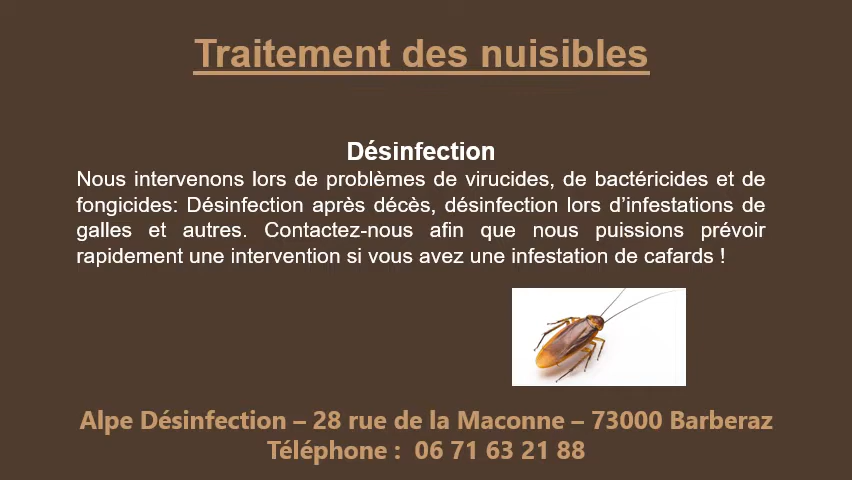 Traitement des nuisibles
Désinfection
Nous intervenons lors de problèmes de virucides, de bactéricides et de
fongicides: Désinfection après décès, désinfection lors d’infestations de
galles et autres. Contactez-nous afin que nous puissions prévoir
rapidement une intervention si vous avez une infestation de cafards !
Alpe Désinfection – 28 rue de la Maconne – 73000 Barberaz
Téléphone : 06 71 63 21 88